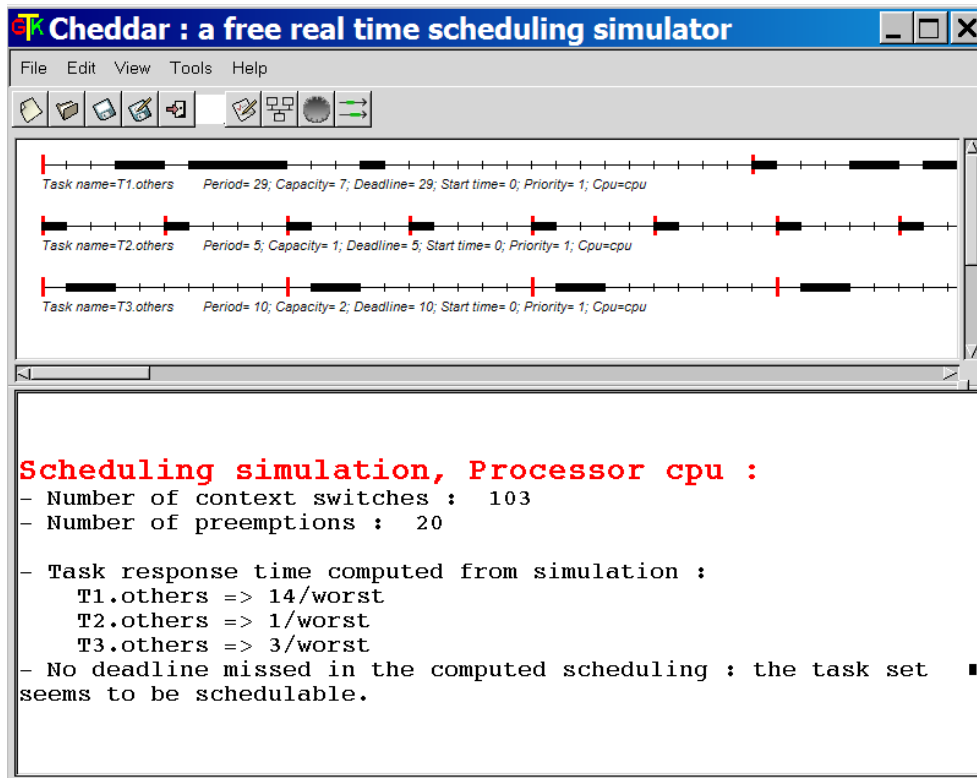 GTK Cheddar : a free real time scheduling simulator
File Edit View Tools Help
Task name=T1.others Period= 29; Capacity= 7; Deadline= 29; Start time= 0; Priority= 1; Cpu=cpu
Task name=T2.others Period= 5; Capacity= 1; Deadline= 5; Start time= 0; Priority= 1; Cpu=cpu
Task name=T3.others Period= 10; Capacity= 2; Deadline= 10; Start time= 0; Priority= 1; Cpu=cpu
Scheduling simulation, Processor cpu :
- Number of context switches : 103
- Number of preemptions : 20
- Task response time computed from simulation :
T1.others => 14/worst
T2.others => 1/worst
T3.others => 3/worst
- No deadline missed in the computed scheduling : the task set
seems to be schedulable.